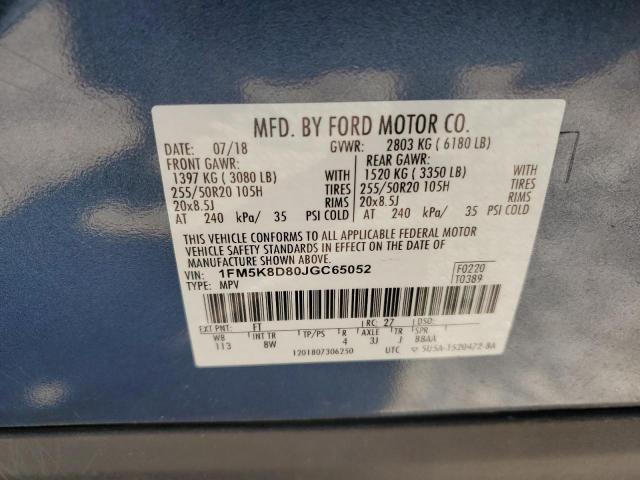 MFD. BY FORD MOTOR CO.
DATE: 07/18 GVWR: 2803 KG ( 6180 LB)
FRONT GAWR: REAR GAWR:
1397 KG ( 3080 LB) WITH 1520 KG ( 3350 LB)
255/50R20 105H TIRES 255/50R20 105H
20x8.5J RIMS 20x8.5J
AT 240 kPa/ 35 PSI COLD AT 240 kPa/ 35 PSI COLD
THIS VEHICLE CONFORMS TO ALL APPLICABLE FEDERAL MOTOR
VEHICLE SAFETY STANDARDS IN EFFECT ON THE DATE OF
MANUFACTURE SHOWN ABOVE.
VIN: 1FM5K8D80JGC65052 F0220
TYPE: MPV T0389
EXT PNT: FT RC: 27
WB INT TR TP/PS R AXLE TR SPR
113 8W 4 3J J BBAA
1201807306250 UTC 5U5A-1520472-BA